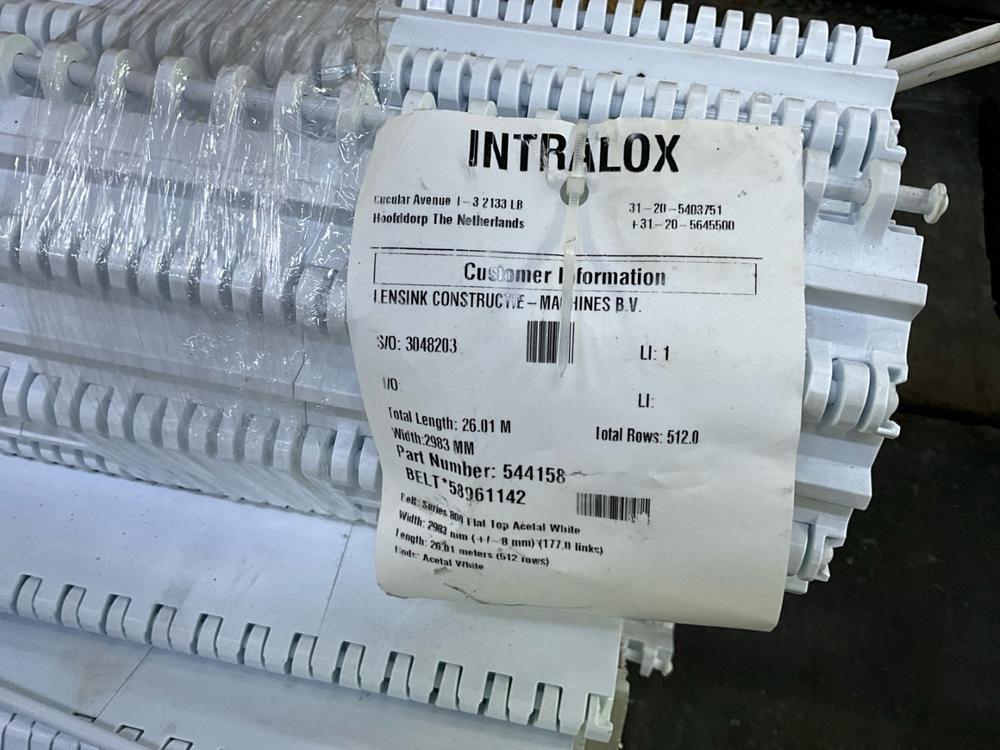 INTRALOX
Cucular Avenue 1-3 2133 LB
Hoofddorp The Netherlands
31-20-5403751
+31-20-5645500
Customer Information
LENSINK CONSTRUCTIE-MACHINES B.V.
S/O: 3048203
LI: 1
I/O:
LI:
Total Length: 26.01 M
Total Rows: 512.0
Width:2983 MM
Part Number: 544158
BELT*58961142
Belt: Series 800 Flat Top Acetal White
Width: 2983 mm (+/-8 mm) (177.0 links)
Length: 26.01 meters (512 rows)
Rods: Acetal White